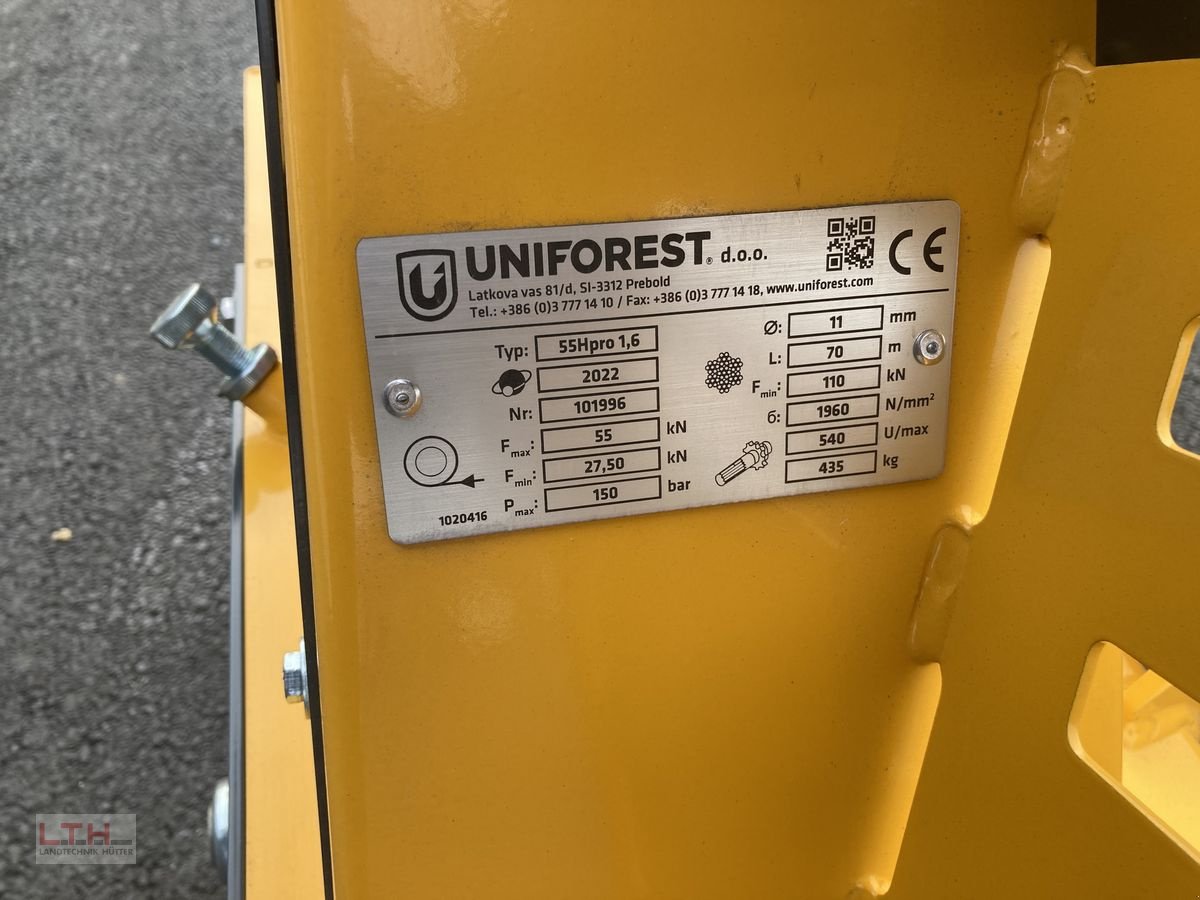 UNIFOREST® d.o.o. CE
Latkova vas 81/d, SI-3312 Prebold
Tel.: +386 (0)3 777 14 10 / Fax: +386 (0)3 777 14 18, www.uniforest.com
Typ: 55Hpro 1,6
2022
Nr: 101996
Fmax: 55 kN
Fmin: 27,50 kN
Pmax: 150 bar
1020416
Ø: 11 mm
L: 70 m
Fmin: 110 kN
б: 1960 N/mm²
540 U/max
435 kg
LTH
LANDTECHNIK HÜTTER